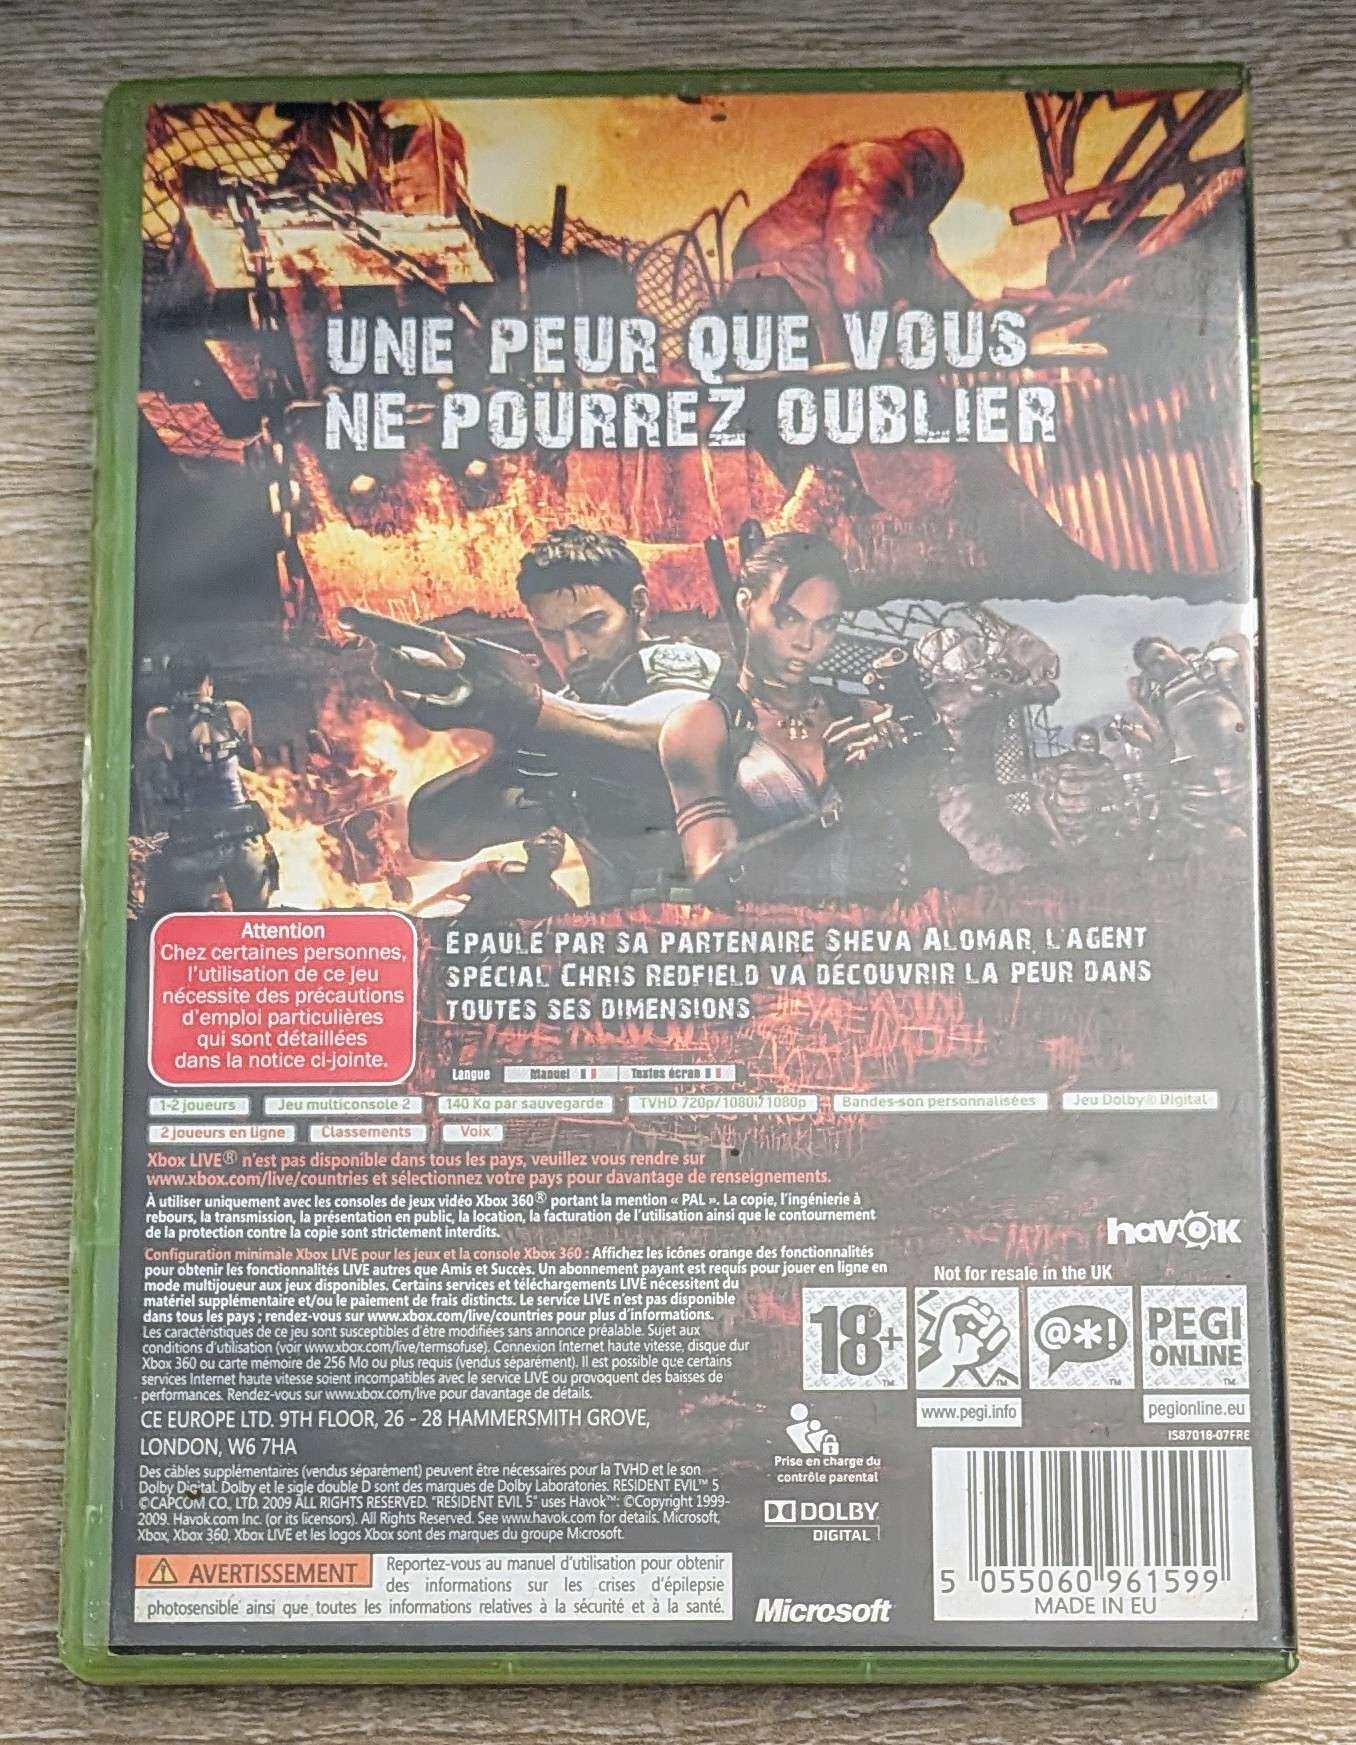 UNE PEUR QUE VOUS
NE POURREZ OUBLIER
Attention
Chez certaines personnes,
l'utilisation de ce jeu
nécessite des précautions
d'emploi particulières
qui sont détaillées
dans la notice ci-jointe.
ÉPAULÉ PAR SA PARTENAIRE SHEVA ALOMAR, L'AGENT
SPÉCIAL CHRIS REDFIELD VA DÉCOUVRIR LA PEUR DANS
TOUTES SES DIMENSIONS
Langue Manuel Textes écran
1-2 joueurs Jeu multiconsole 2 140 Ko par sauvegarde TVHD 720p/1080i/1080p Bandes-son personnalisées Jeu Dolby® Digital
2 joueurs en ligne Classements Voix
Xbox LIVE® n'est pas disponible dans tous les pays, veuillez vous rendre sur
www.xbox.com/live/countries et sélectionnez votre pays pour davantage de renseignements.
À utiliser uniquement avec les consoles de jeux vidéo Xbox 360® portant la mention « PAL ». La copie, l'ingénierie à
rebours, la transmission, la présentation en public, la location, la facturation de l'utilisation ainsi que le contournement
de la protection contre la copie sont strictement interdits.
Configuration minimale Xbox LIVE pour les jeux et la console Xbox 360 : Affichez les icônes orange des fonctionnalités
pour obtenir les fonctionnalités LIVE autres que Amis et Succès. Un abonnement payant est requis pour jouer en ligne en
mode multijoueur aux jeux disponibles. Certains services et téléchargements LIVE nécessitent du
matériel supplémentaire et/ou le paiement de frais distincts. Le service LIVE n'est pas disponible
dans tous les pays ; rendez-vous sur www.xbox.com/live/countries pour plus d'informations.
Les caractéristiques de ce jeu sont susceptibles d'être modifiées sans annonce préalable. Sujet aux
conditions d'utilisation (voir www.xbox.com/live/termsofuse). Connexion Internet haute vitesse, disque dur
Xbox 360 ou carte mémoire de 256 Mo ou plus requis (vendus séparément). Il est possible que certains
services Internet haute vitesse soient incompatibles avec le service LIVE ou provoquent des baisses de
performances. Rendez-vous sur www.xbox.com/live pour davantage de détails.
CE EUROPE LTD. 9TH FLOOR, 26 - 28 HAMMERSMITH GROVE,
LONDON, W6 7HA
Des câbles supplémentaires (vendus séparément) peuvent être nécessaires pour la TVHD et le son
Dolby Digital. Dolby et le sigle double D sont des marques de Dolby Laboratories. RESIDENT EVIL™ 5
©CAPCOM CO., LTD. 2009 ALL RIGHTS RESERVED. "RESIDENT EVIL 5" uses Havok™: ©Copyright 1999-
2009. Havok.com Inc. (or its licensors). All Rights Reserved. See www.havok.com for details. Microsoft,
Xbox, Xbox 360, Xbox LIVE et les logos Xbox sont des marques du groupe Microsoft.
AVERTISSEMENT Reportez-vous au manuel d'utilisation pour obtenir
des informations sur les crises d'épilepsie
photosensible ainsi que toutes les informations relatives à la sécurité et à la santé.
havok
Not for resale in the UK
18+ @*! PEGI
ONLINE
www.pegi.info pegionline.eu
IS87018-07FRE
Prise en charge du
contrôle parental
DOLBY
DIGITAL
Microsoft
5 055060 961599
MADE IN EU